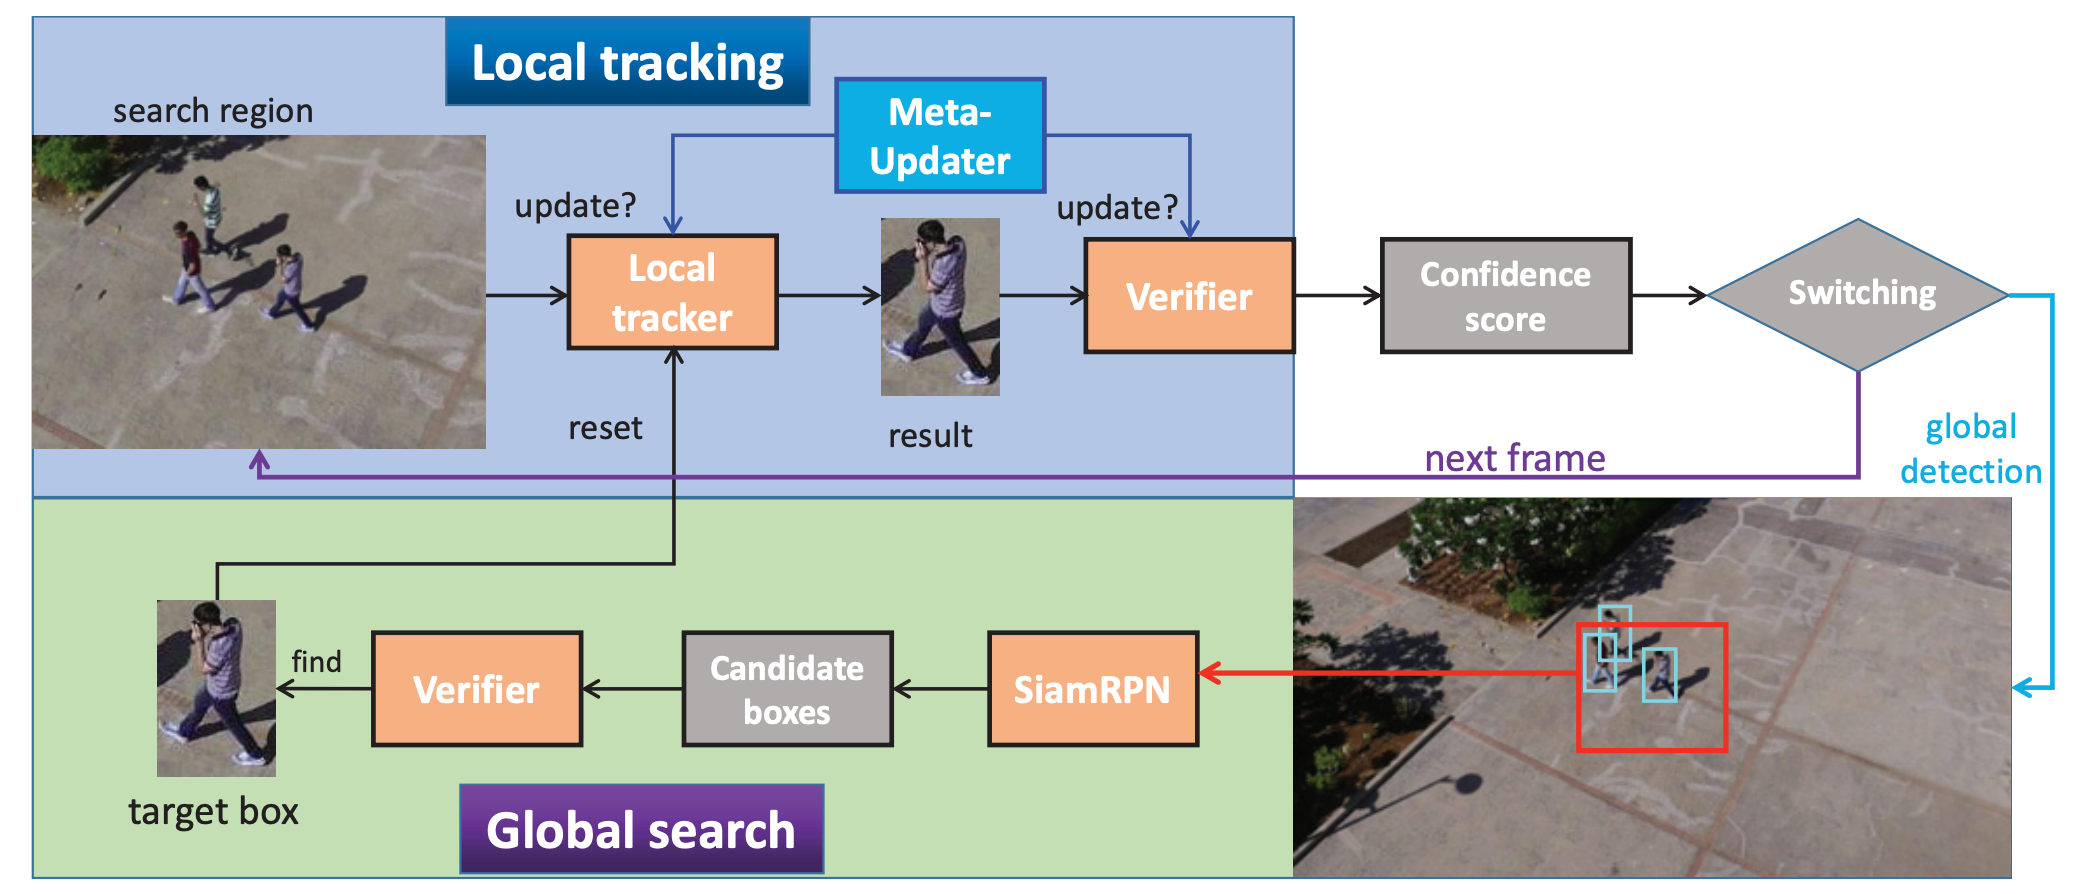 Local tracking
search region
Meta-
Updater
update?
update?
Local
tracker
Verifier
Confidence
score
Switching
reset
result
next frame
global
detection
find
Verifier
Candidate
boxes
SiamRPN
target box
Global search